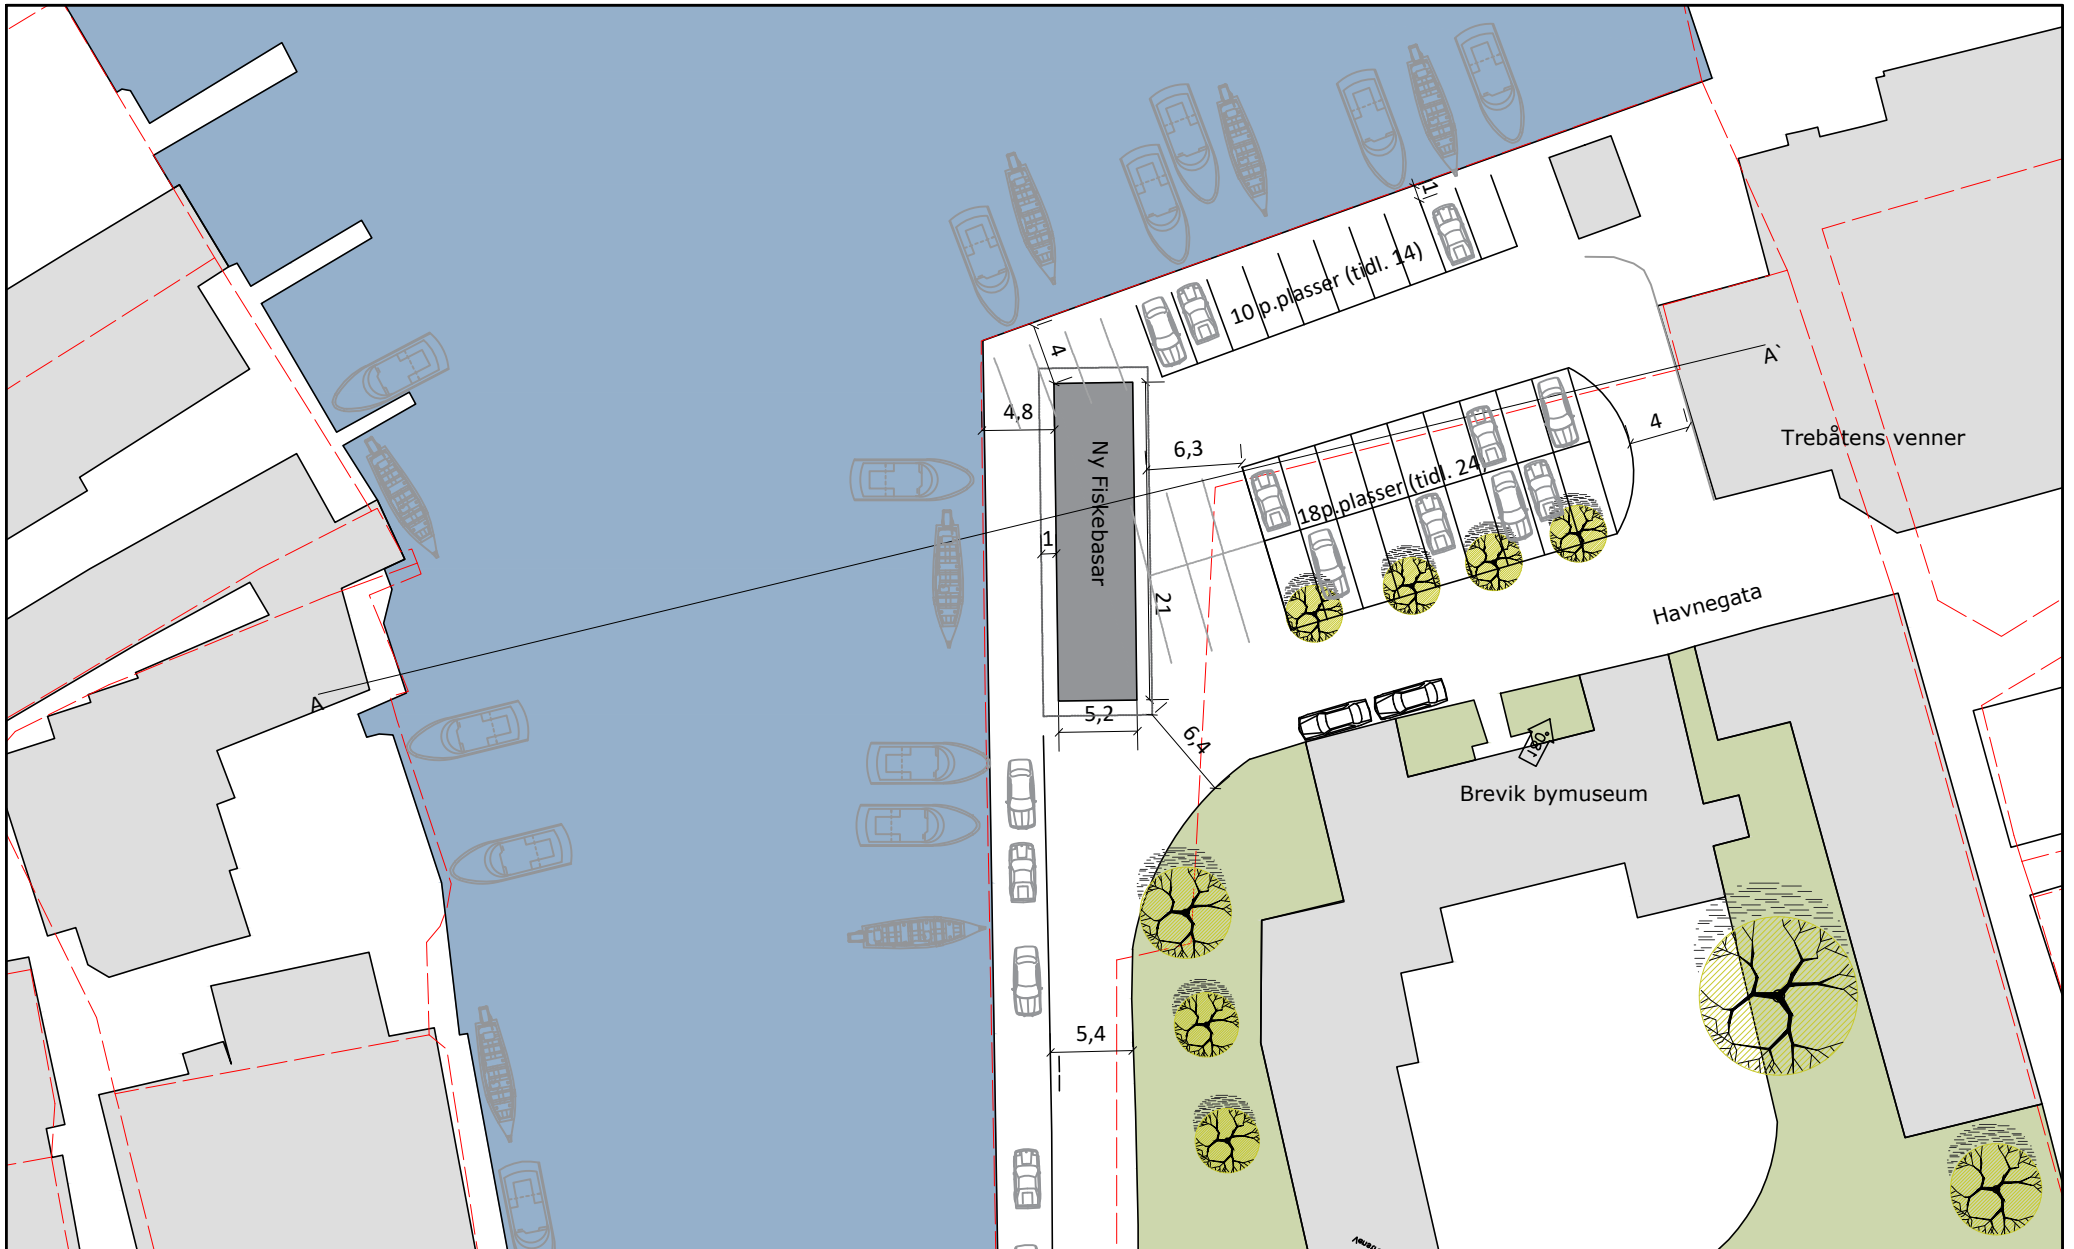 1
10 p.plasser (tidl. 14)
4
A`
4,8
4
6,3
Trebåtens venner
Ny Fiskebasar
18p.plasser (tidl. 24)
1
21
Havnegata
A
5,2
6,4
180°
Brevik bymuseum
5,4